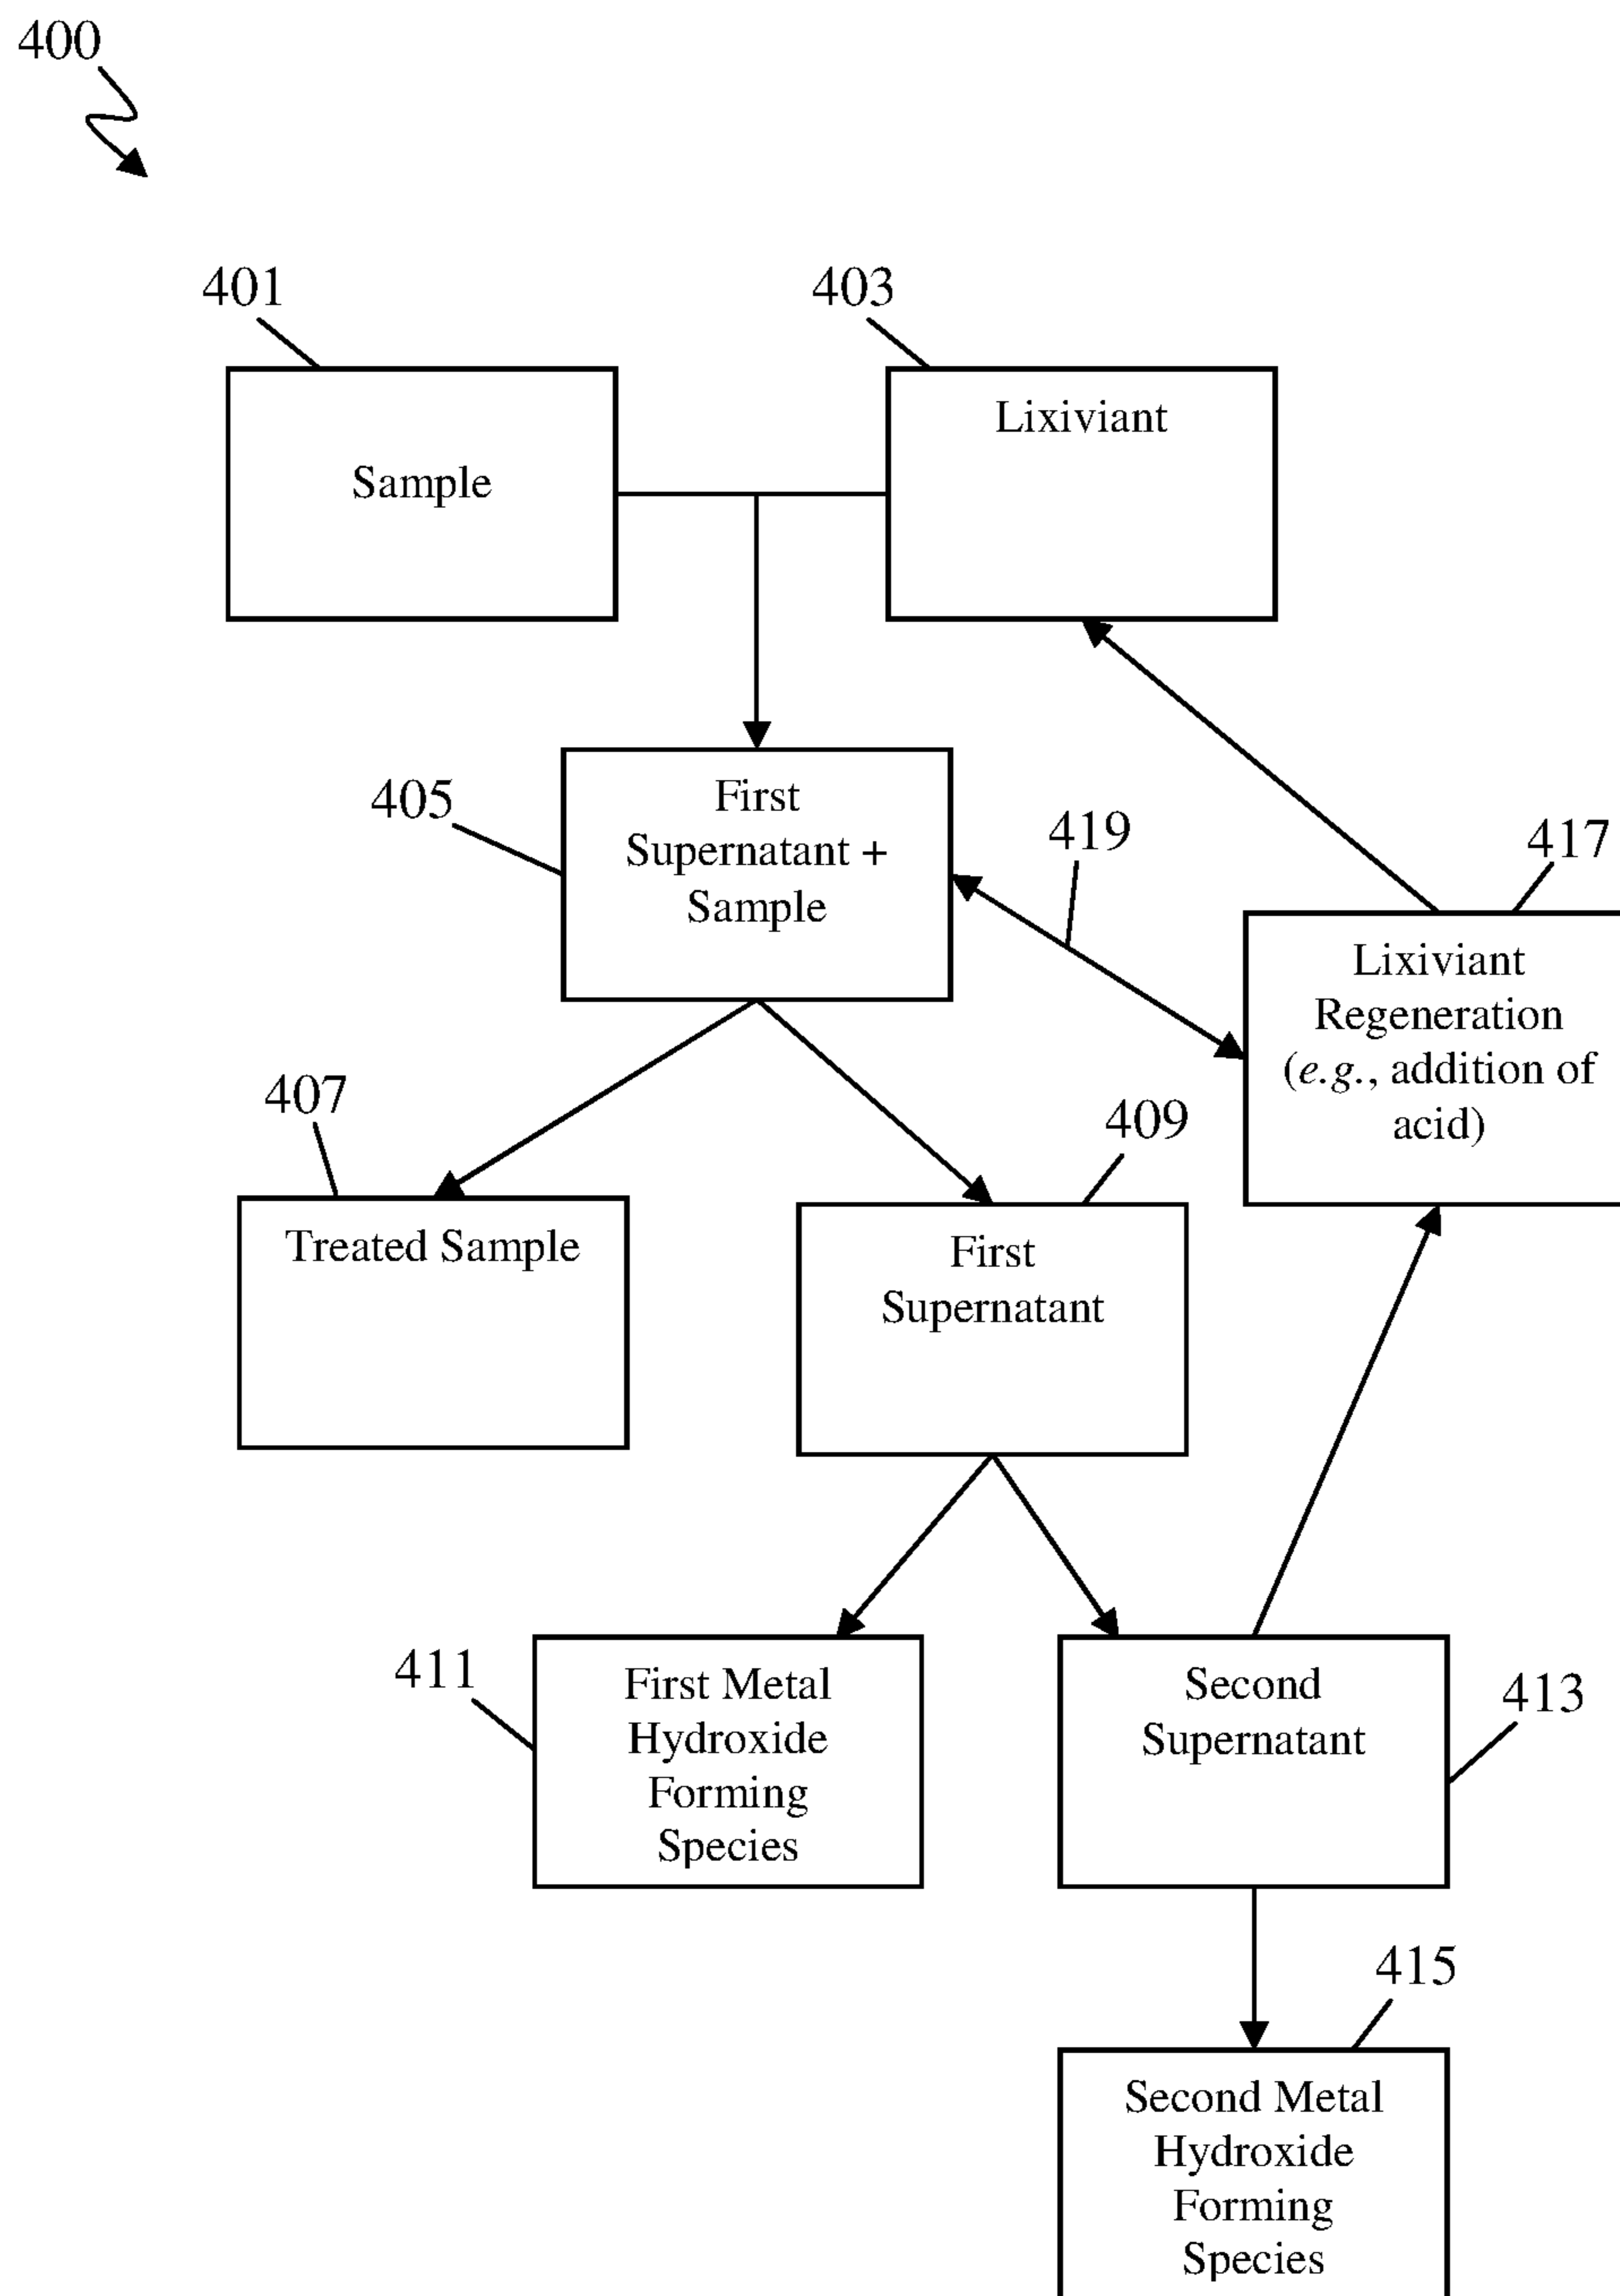 400
401
403
Sample
Lixiviant
405
First
Supernatant +
Sample
419
417
Lixiviant
Regeneration
(e.g., addition of
acid)
407
409
Treated Sample
First
Supernatant
411
First Metal
Hydroxide
Forming
Species
Second
Supernatant
413
415
Second Metal
Hydroxide
Forming
Species